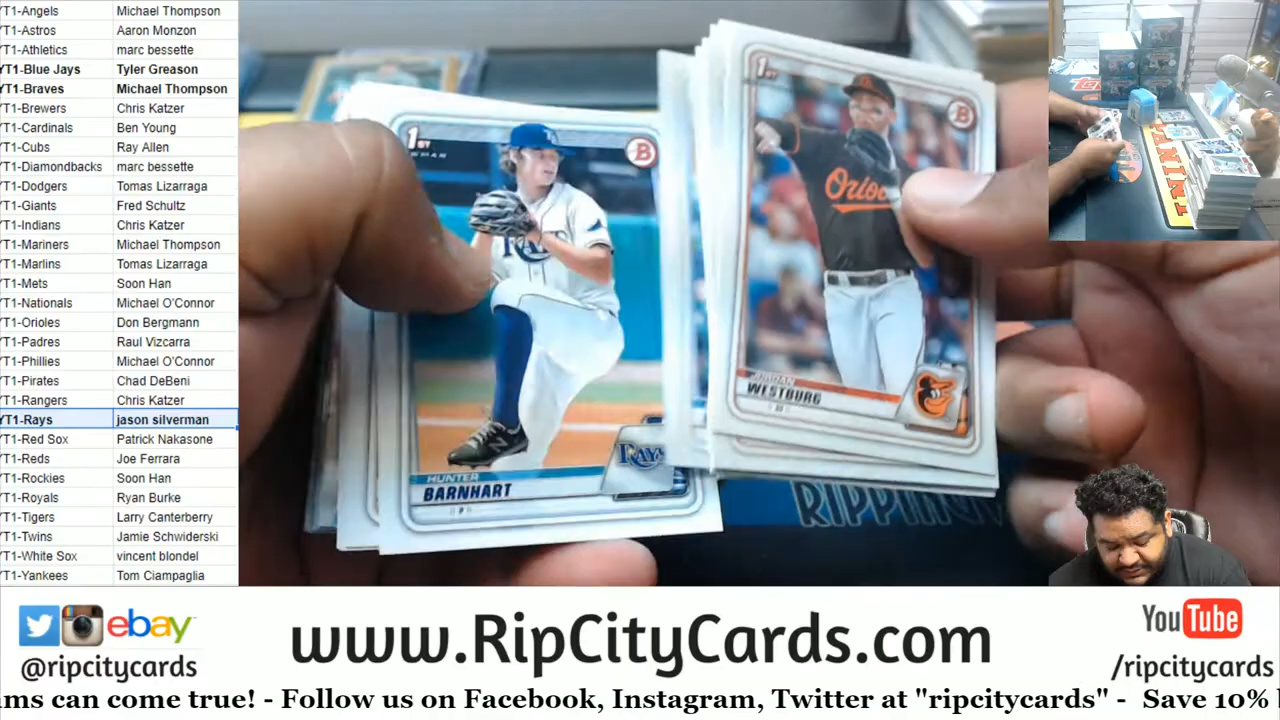 YT1-Angels Michael Thompson
YT1-Astros Aaron Monzon
YT1-Athletics marc bessette
YT1-Blue Jays Tyler Greason
YT1-Braves Michael Thompson
YT1-Brewers Chris Katzer
YT1-Cardinals Ben Young
YT1-Cubs Ray Allen
YT1-Diamondbacks marc bessette
YT1-Dodgers Tomas Lizarraga
YT1-Giants Fred Schultz
YT1-Indians Chris Katzer
YT1-Mariners Michael Thompson
YT1-Marlins Tomas Lizarraga
YT1-Mets Soon Han
YT1-Nationals Michael O'Connor
YT1-Orioles Don Bergmann
YT1-Padres Raul Vizcarra
YT1-Phillies Michael O'Connor
YT1-Pirates Chad DeBeni
YT1-Rangers Chris Katzer
YT1-Rays jason silverman
YT1-Red Sox Patrick Nakasone
YT1-Reds Joe Ferrara
YT1-Rockies Soon Han
YT1-Royals Ryan Burke
YT1-Tigers Larry Canterberry
YT1-Twins Jamie Schwiderski
YT1-White Sox vincent blondel
YT1-Yankees Tom Ciampaglia
1ST
B
RAYS
HUNTER
BARNHART
1ST
B
Orio
JORDAN
WESTBURG
RIPPIN
topps
PANINI
ebay
@ripcitycards
www.RipCityCards.com
YouTube
/ripcitycards
ams can come true! - Follow us on Facebook, Instagram, Twitter at "ripcitycards" - Save 10%